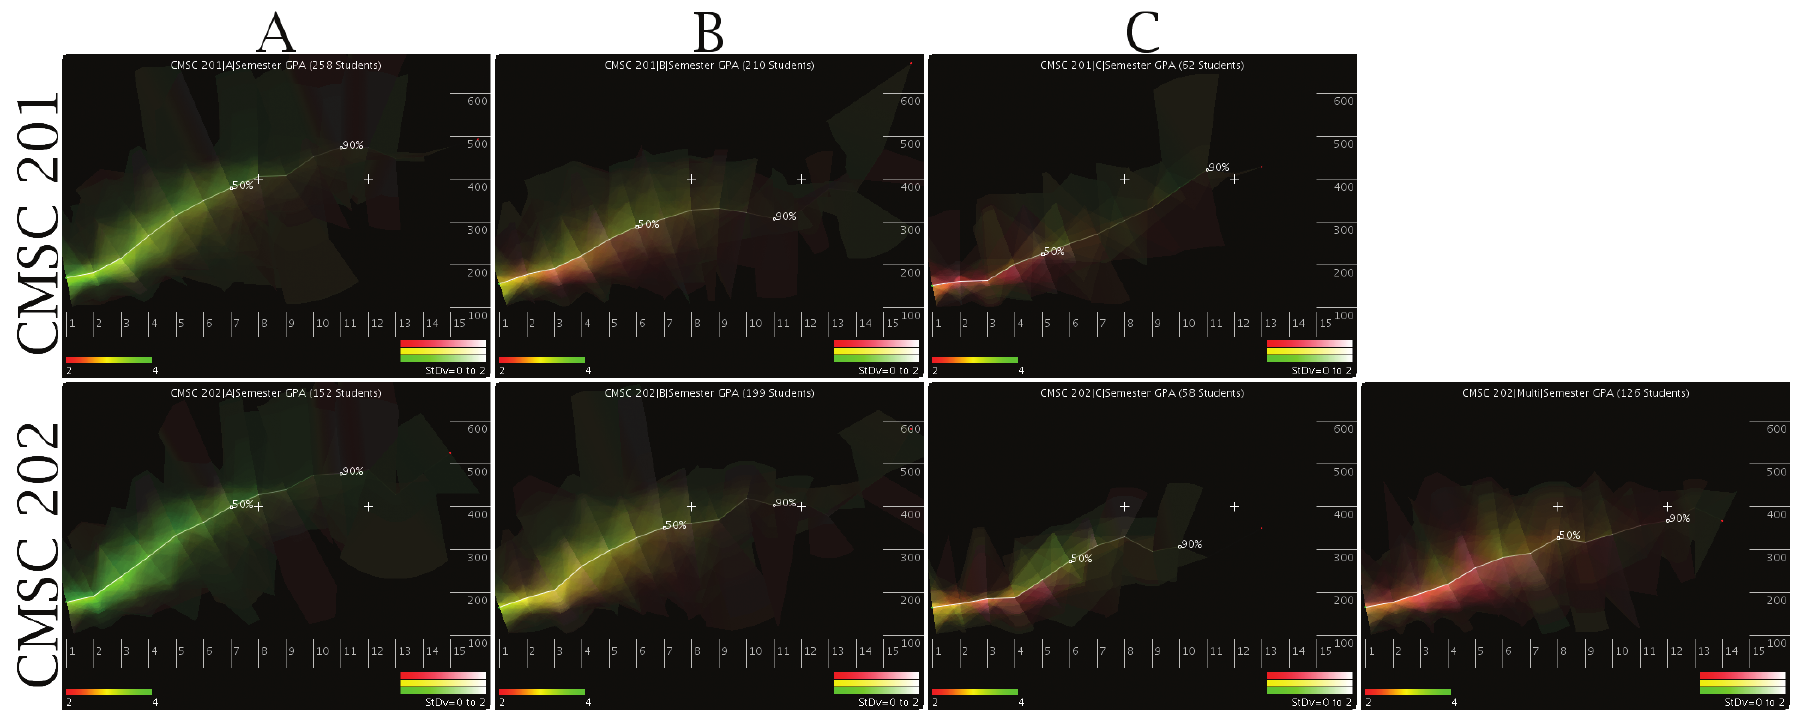 A B C
CMSC 201
CMSC 201|A|Semester GPA (258 Students)
600
500
400
300
200
100
90%
50%
1 2 3 4 5 6 7 8 9 10 11 12 13 14 15
2 4
StDv=0 to 2
CMSC 201|B|Semester GPA (210 Students)
600
500
400
300
200
100
50%
90%
1 2 3 4 5 6 7 8 9 10 11 12 13 14 15
2 4
StDv=0 to 2
CMSC 201|C|Semester GPA (62 Students)
600
500
400
300
200
100
90%
50%
1 2 3 4 5 6 7 8 9 10 11 12 13 14 15
2 4
StDv=0 to 2
CMSC 202
CMSC 202|A|Semester GPA (152 Students)
600
500
400
300
200
100
90%
50%
1 2 3 4 5 6 7 8 9 10 11 12 13 14 15
2 4
StDv=0 to 2
CMSC 202|B|Semester GPA (199 Students)
600
500
400
300
200
100
90%
50%
1 2 3 4 5 6 7 8 9 10 11 12 13 14 15
2 4
StDv=0 to 2
CMSC 202|C|Semester GPA (58 Students)
600
500
400
300
200
100
90%
50%
1 2 3 4 5 6 7 8 9 10 11 12 13 14 15
2 4
StDv=0 to 2
CMSC 202|Multi|Semester GPA (126 Students)
600
500
400
300
200
100
90%
50%
1 2 3 4 5 6 7 8 9 10 11 12 13 14 15
2 4
StDv=0 to 2